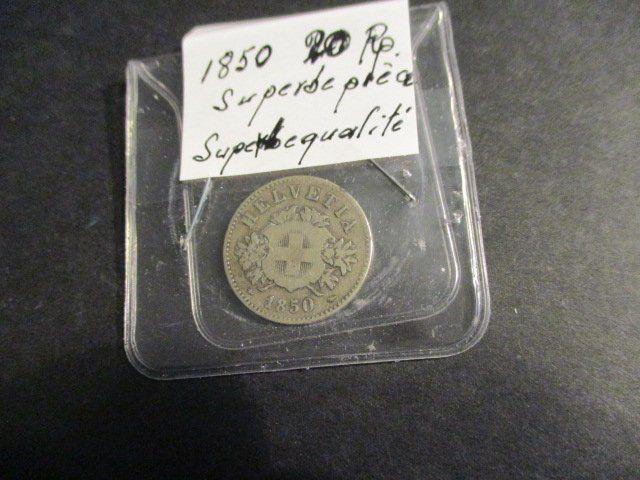 1850 20 Rp.
Superbe pièce
Superbe qualité
HELVETIA
1850